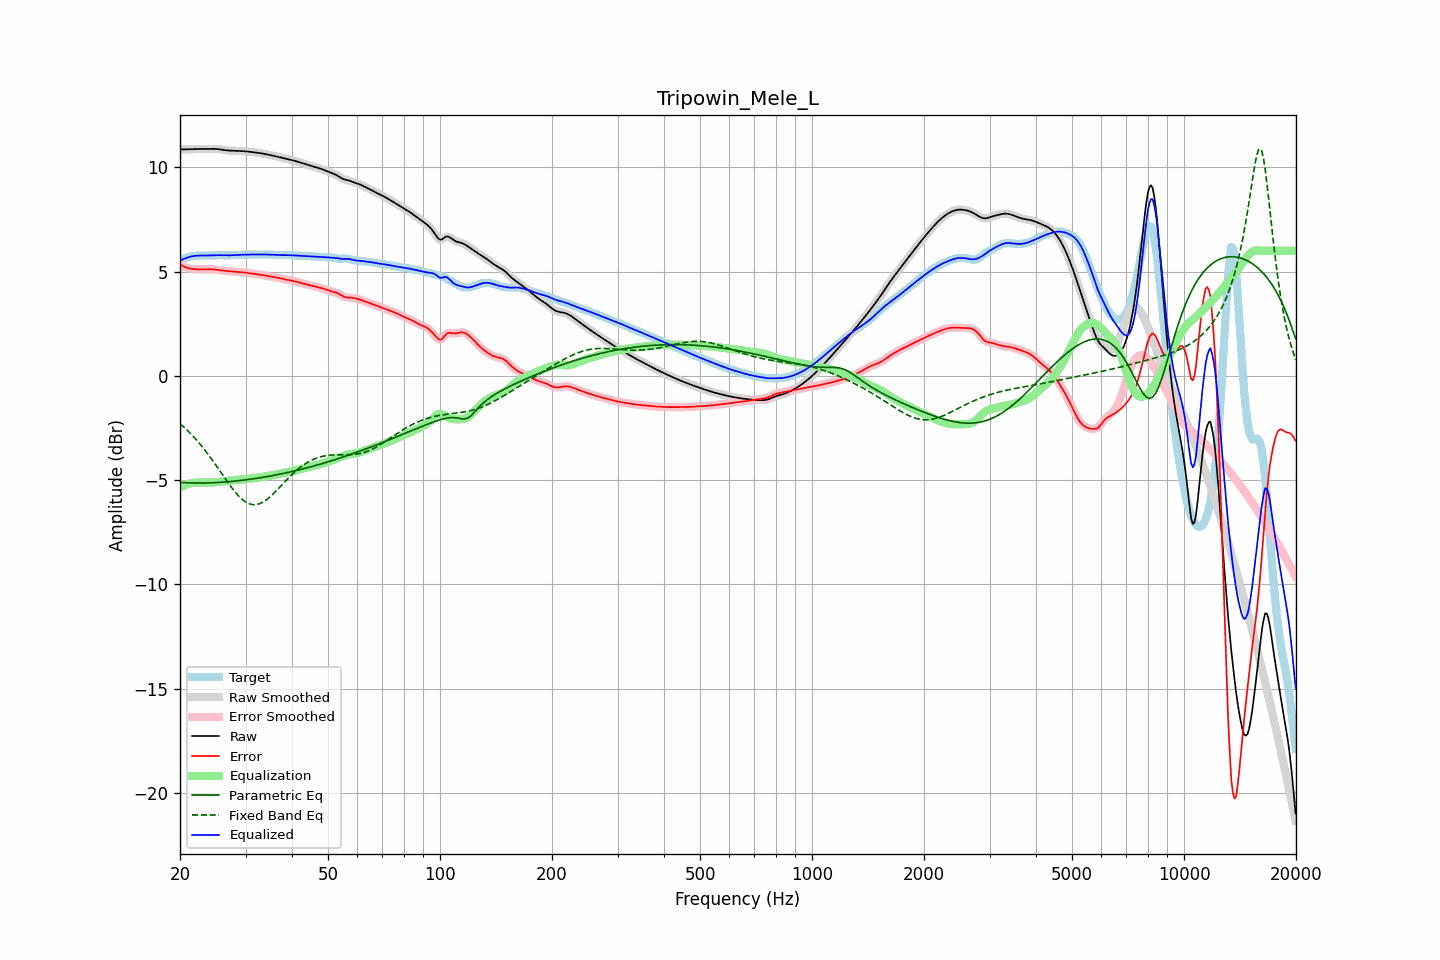 Tripowin_Mele_L
Amplitude (dBr)
10
5
0
−5
−10
−15
−20
Target
Raw Smoothed
Error Smoothed
Raw
Error
Equalization
Parametric Eq
Fixed Band Eq
Equalized
20 50 100 200 500 1000 2000 5000 10000 20000
Frequency (Hz)